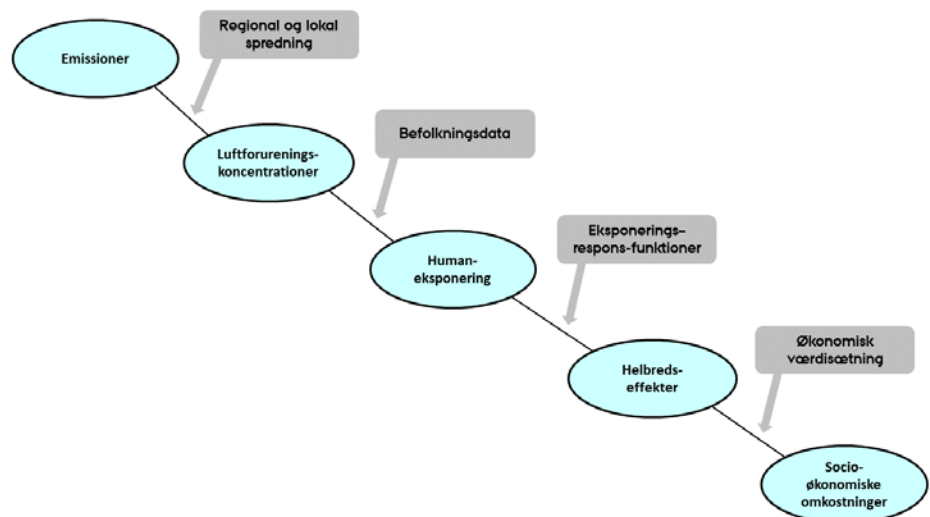 Regional og lokal
spredning
Emissioner
Befolkningsdata
Luftforurenings-
koncentrationer
Eksponerings-
respons-funktioner
Human-
eksponering
Økonomisk
værdisætning
Helbreds-
effekter
Socio-
økonomiske
omkostninger